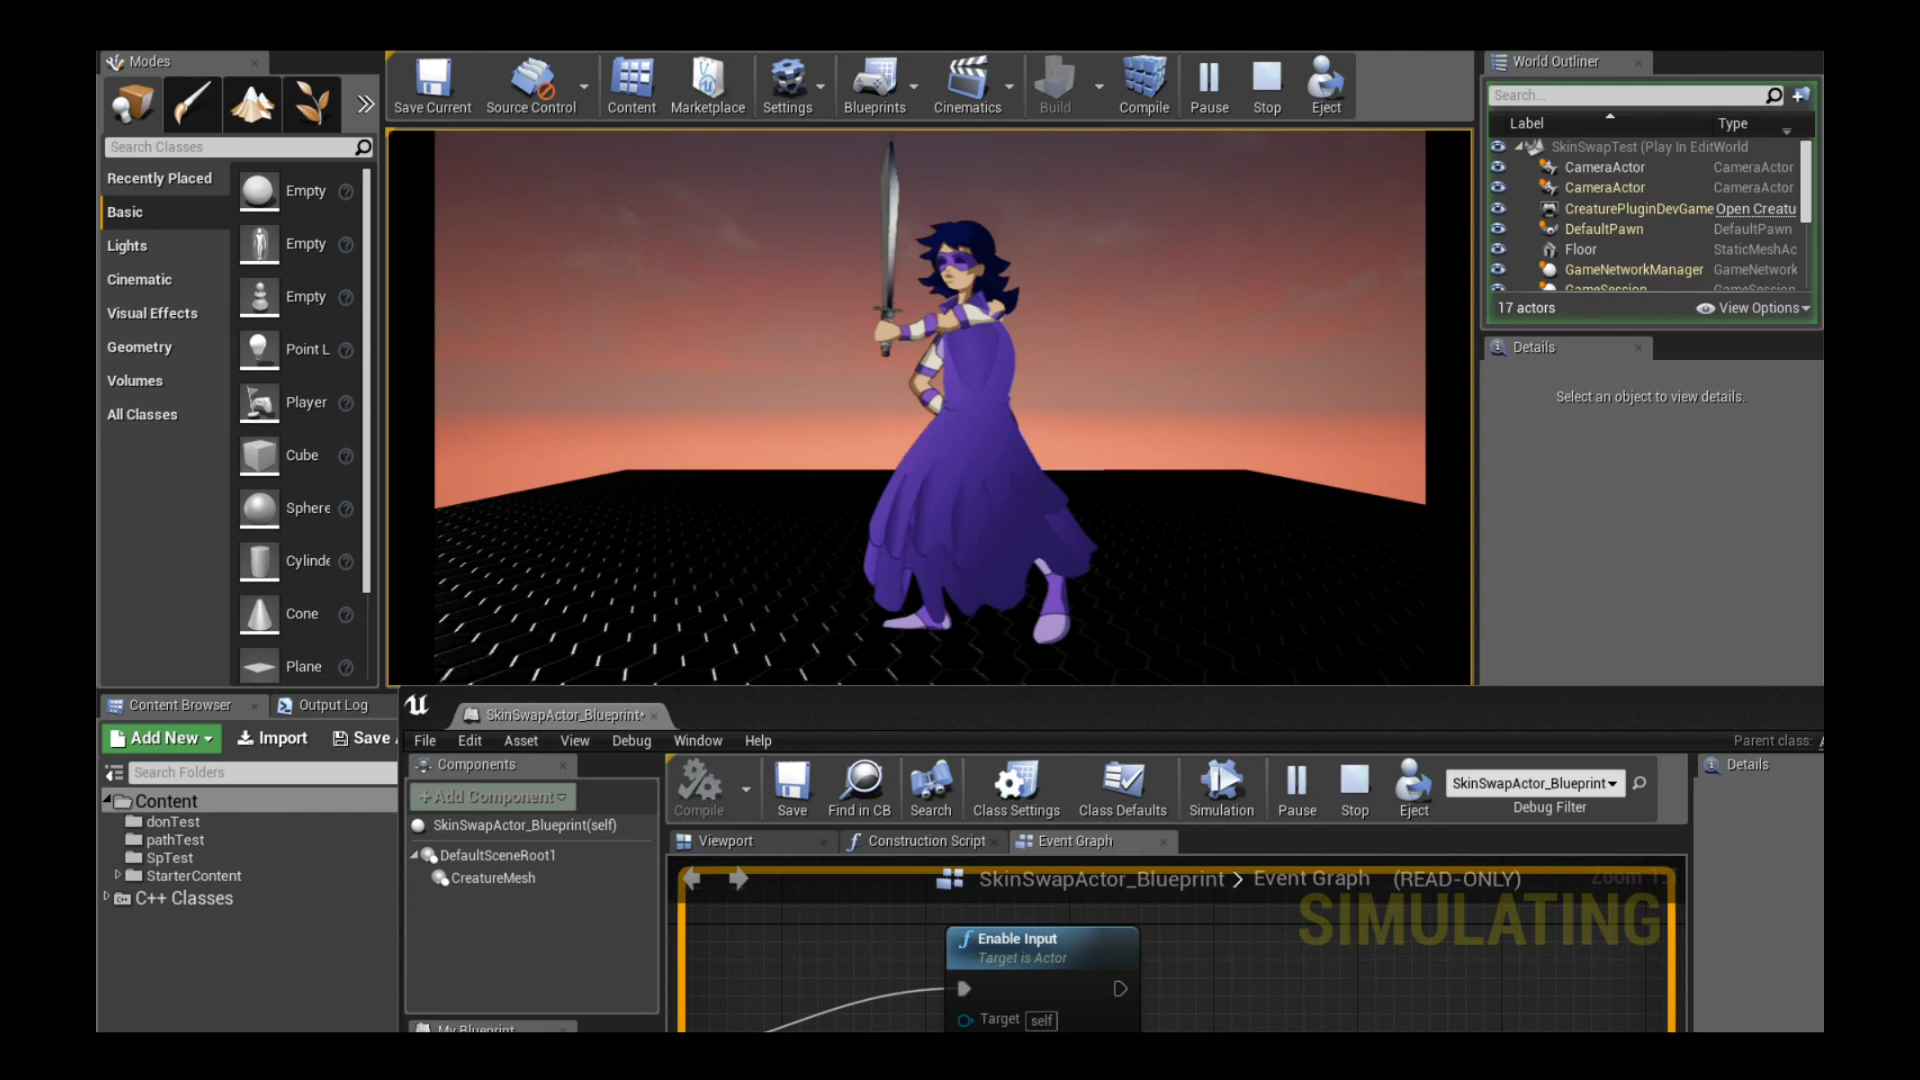 Modes
Search Classes
Recently Placed
Basic
Lights
Cinematic
Visual Effects
Geometry
Volumes
All Classes
Empty
Empty
Empty
Point L
Player
Cube
Sphere
Cylinde
Cone
Plane
Save Current
Source Control
Content
Marketplace
Settings
Blueprints
Cinematics
Build
Compile
Pause
Stop
Eject
World Outliner
Search...
Label Type
SkinSwapTest (Play In EditWorld
CameraActor CameraActor
CameraActor CameraActor
CreaturePluginDevGame Open Creatu
DefaultPawn DefaultPawn
Floor StaticMeshAc
GameNetworkManager GameNetwork
GameSession GameSession
17 actors View Options
Details
Select an object to view details.
Content Browser Output Log
Add New Import Save
Search Folders
Content
donTest
pathTest
SpTest
StarterContent
C++ Classes
SkinSwapActor_Blueprint*
File Edit Asset View Debug Window Help
Parent class:
Components
+Add Component
SkinSwapActor_Blueprint(self)
DefaultSceneRoot1
CreatureMesh
My Blueprint
Compile
Save
Find in CB
Search
Class Settings
Class Defaults
Simulation
Pause
Stop
Eject
SkinSwapActor_Blueprint
Debug Filter
Details
Viewport
Construction Script
Event Graph
SkinSwapActor_Blueprint > Event Graph (READ-ONLY)
SIMULATING
Enable Input
Target is Actor
Target self